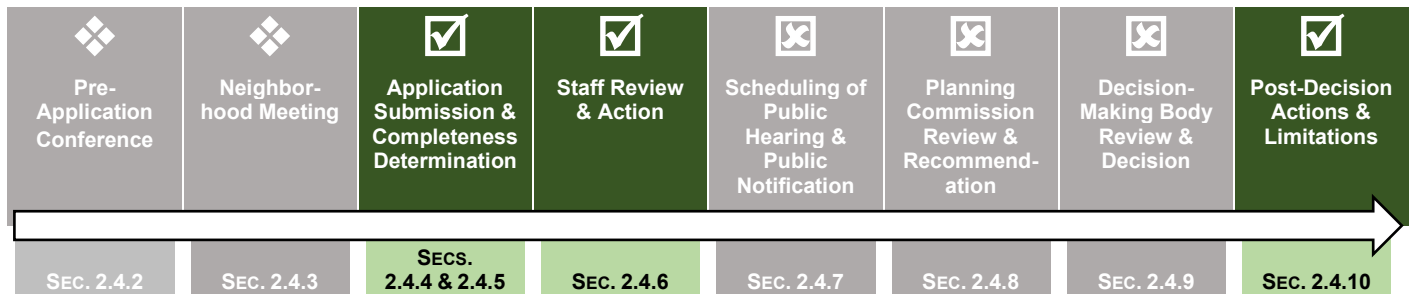 Pre-
Application
Conference
Neighbor-
hood Meeting
Application
Submission &
Completeness
Determination
Staff Review
& Action
Scheduling of
Public
Hearing &
Public
Notification
Planning
Commission
Review &
Recommend-
ation
Decision-
Making Body
Review &
Decision
Post-Decision
Actions &
Limitations
SEC. 2.4.2
SEC. 2.4.3
SECS.
2.4.4 & 2.4.5
SEC. 2.4.6
SEC. 2.4.7
SEC. 2.4.8
SEC. 2.4.9
SEC. 2.4.10